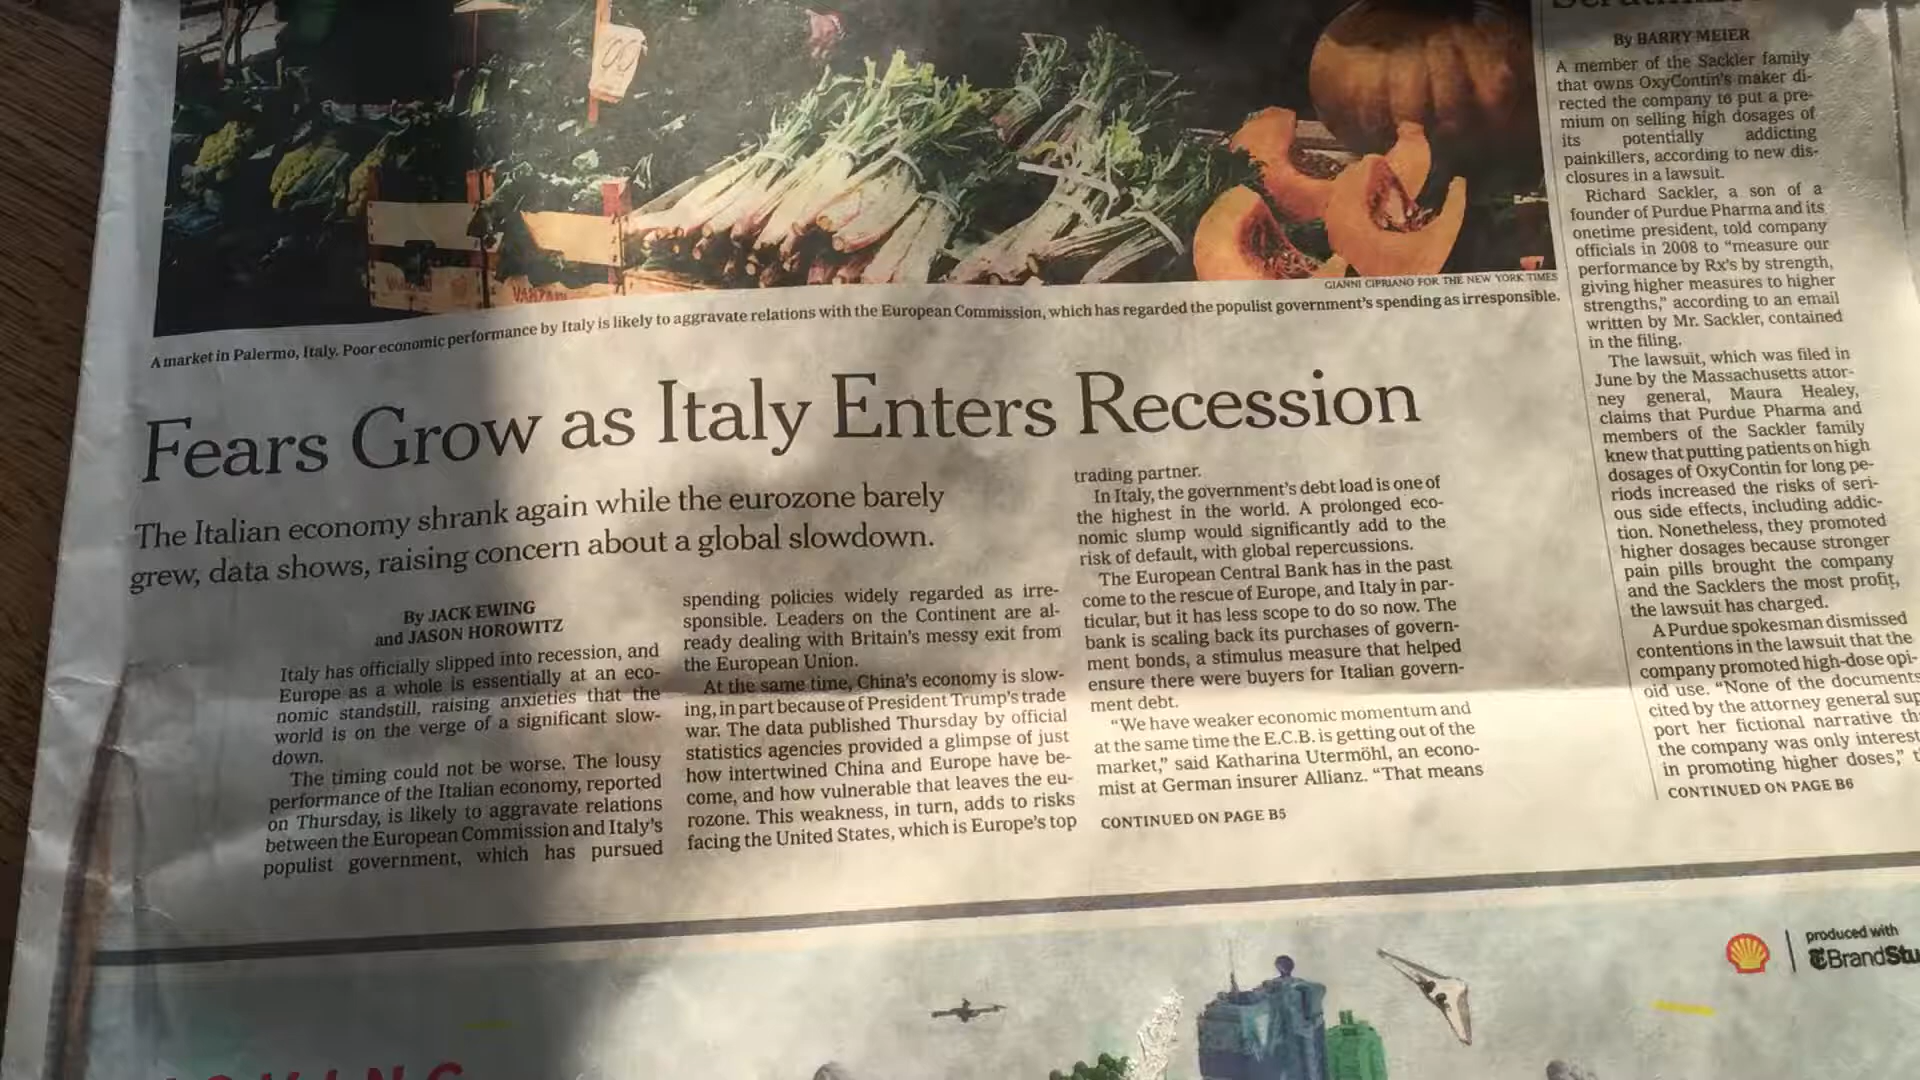 00
GIANNI CIPRIANO FOR THE NEW YORK TIMES
A market in Palermo, Italy. Poor economic performance by Italy is likely to aggravate relations with the European Commission, which has regarded the populist government's spending as irresponsible.
Fears Grow as Italy Enters Recession
The Italian economy shrank again while the eurozone barely
grew, data shows, raising concern about a global slowdown.
By JACK EWING
and JASON HOROWITZ
Italy has officially slipped into recession, and
Europe as a whole is essentially at an eco-
nomic standstill, raising anxieties that the
world is on the verge of a significant slow-
down.
The timing could not be worse. The lousy
performance of the Italian economy, reported
on Thursday, is likely to aggravate relations
between the European Commission and Italy's
populist government, which has pursued
spending policies widely regarded as irre-
sponsible. Leaders on the Continent are al-
ready dealing with Britain's messy exit from
the European Union.
At the same time, China's economy is slow-
ing, in part because of President Trump's trade
war. The data published Thursday by official
statistics agencies provided a glimpse of just
how intertwined China and Europe have be-
come, and how vulnerable that leaves the eu-
rozone. This weakness, in turn, adds to risks
facing the United States, which is Europe's top
trading partner.
In Italy, the government's debt load is one of
the highest in the world. A prolonged eco-
nomic slump would significantly add to the
risk of default, with global repercussions.
The European Central Bank has in the past
come to the rescue of Europe, and Italy in par-
ticular, but it has less scope to do so now. The
bank is scaling back its purchases of govern-
ment bonds, a stimulus measure that helped
ensure there were buyers for Italian govern-
ment debt.
"We have weaker economic momentum and
at the same time the E.C.B. is getting out of the
market," said Katharina Utermöhl, an econo-
mist at German insurer Allianz. "That means
CONTINUED ON PAGE B5
By BARRY MEIER
A member of the Sackler family
that owns OxyContin's maker di-
rected the company to put a pre-
mium on selling high dosages of
its potentially addicting
painkillers, according to new dis-
closures in a lawsuit.
Richard Sackler, a son of a
founder of Purdue Pharma and its
onetime president, told company
officials in 2008 to "measure our
performance by Rx's by strength,
giving higher measures to higher
strengths," according to an email
written by Mr. Sackler, contained
in the filing.
The lawsuit, which was filed in
June by the Massachusetts attor-
ney general, Maura Healey,
claims that Purdue Pharma and
members of the Sackler family
knew that putting patients on high
dosages of OxyContin for long pe-
riods increased the risks of seri-
ous side effects, including addic-
tion. Nonetheless, they promoted
higher dosages because stronger
pain pills brought the company
and the Sacklers the most profit,
the lawsuit has charged.
A Purdue spokesman dismissed
contentions in the lawsuit that the
company promoted high-dose opi-
oid use. "None of the documents
cited by the attorney general sup
port her fictional narrative th
the company was only interest
in promoting higher doses," t
CONTINUED ON PAGE B6
produced with
BrandStu